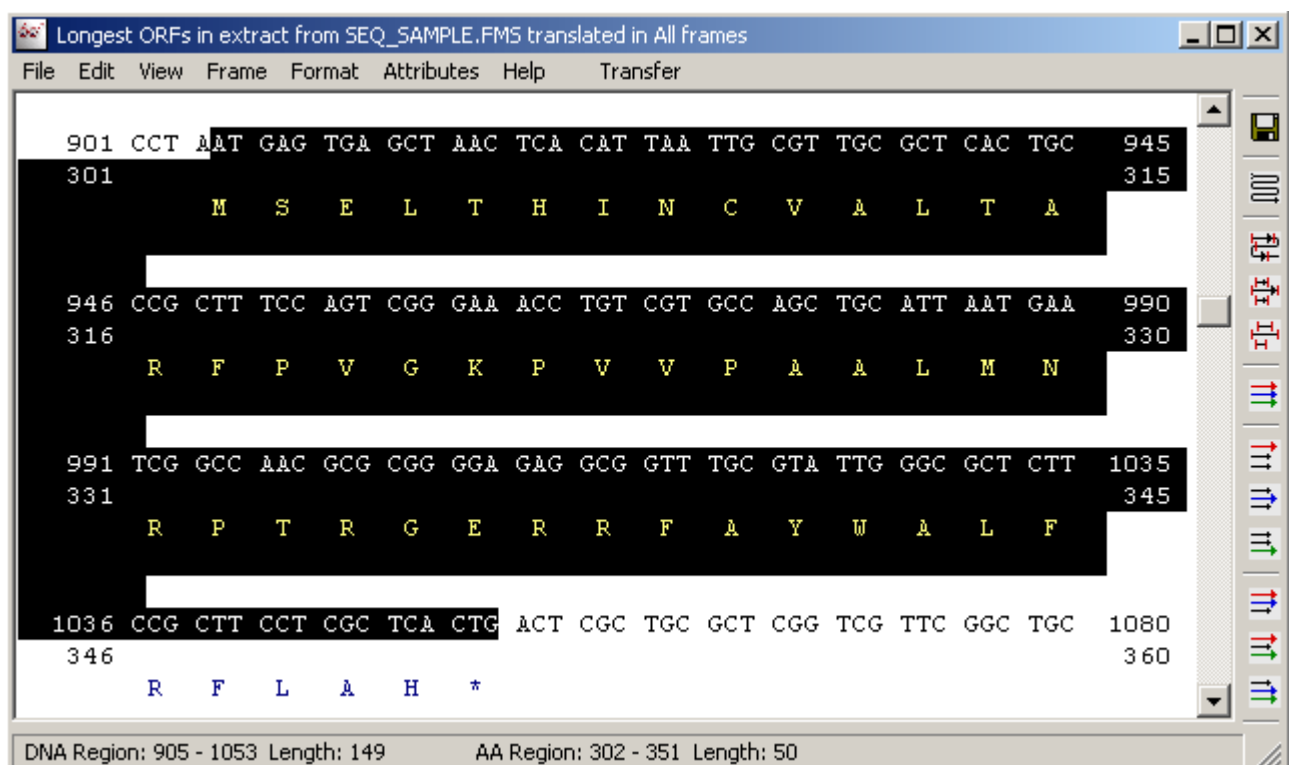 Longest ORFs in extract from SEQ_SAMPLE.FMS translated in All frames
File Edit View Frame Format Attributes Help Transfer
901 CCT AAT GAG TGA GCT AAC TCA CAT TAA TTG CGT TGC GCT CAC TGC 945
301 315
M S E L T H I N C V A L T A
946 CCG CTT TCC AGT CGG GAA ACC TGT CGT GCC AGC TGC ATT AAT GAA 990
316 330
R F P V G K P V V P A A L M N
991 TCG GCC AAC GCG CGG GGA GAG GCG GTT TGC GTA TTG GGC GCT CTT 1035
331 345
R P T R G E R R F A Y W A L F
1036 CCG CTT CCT CGC TCA CTG ACT CGC TGC GCT CGG TCG TTC GGC TGC 1080
346 360
R F L A H *
DNA Region: 905 - 1053 Length: 149 AA Region: 302 - 351 Length: 50